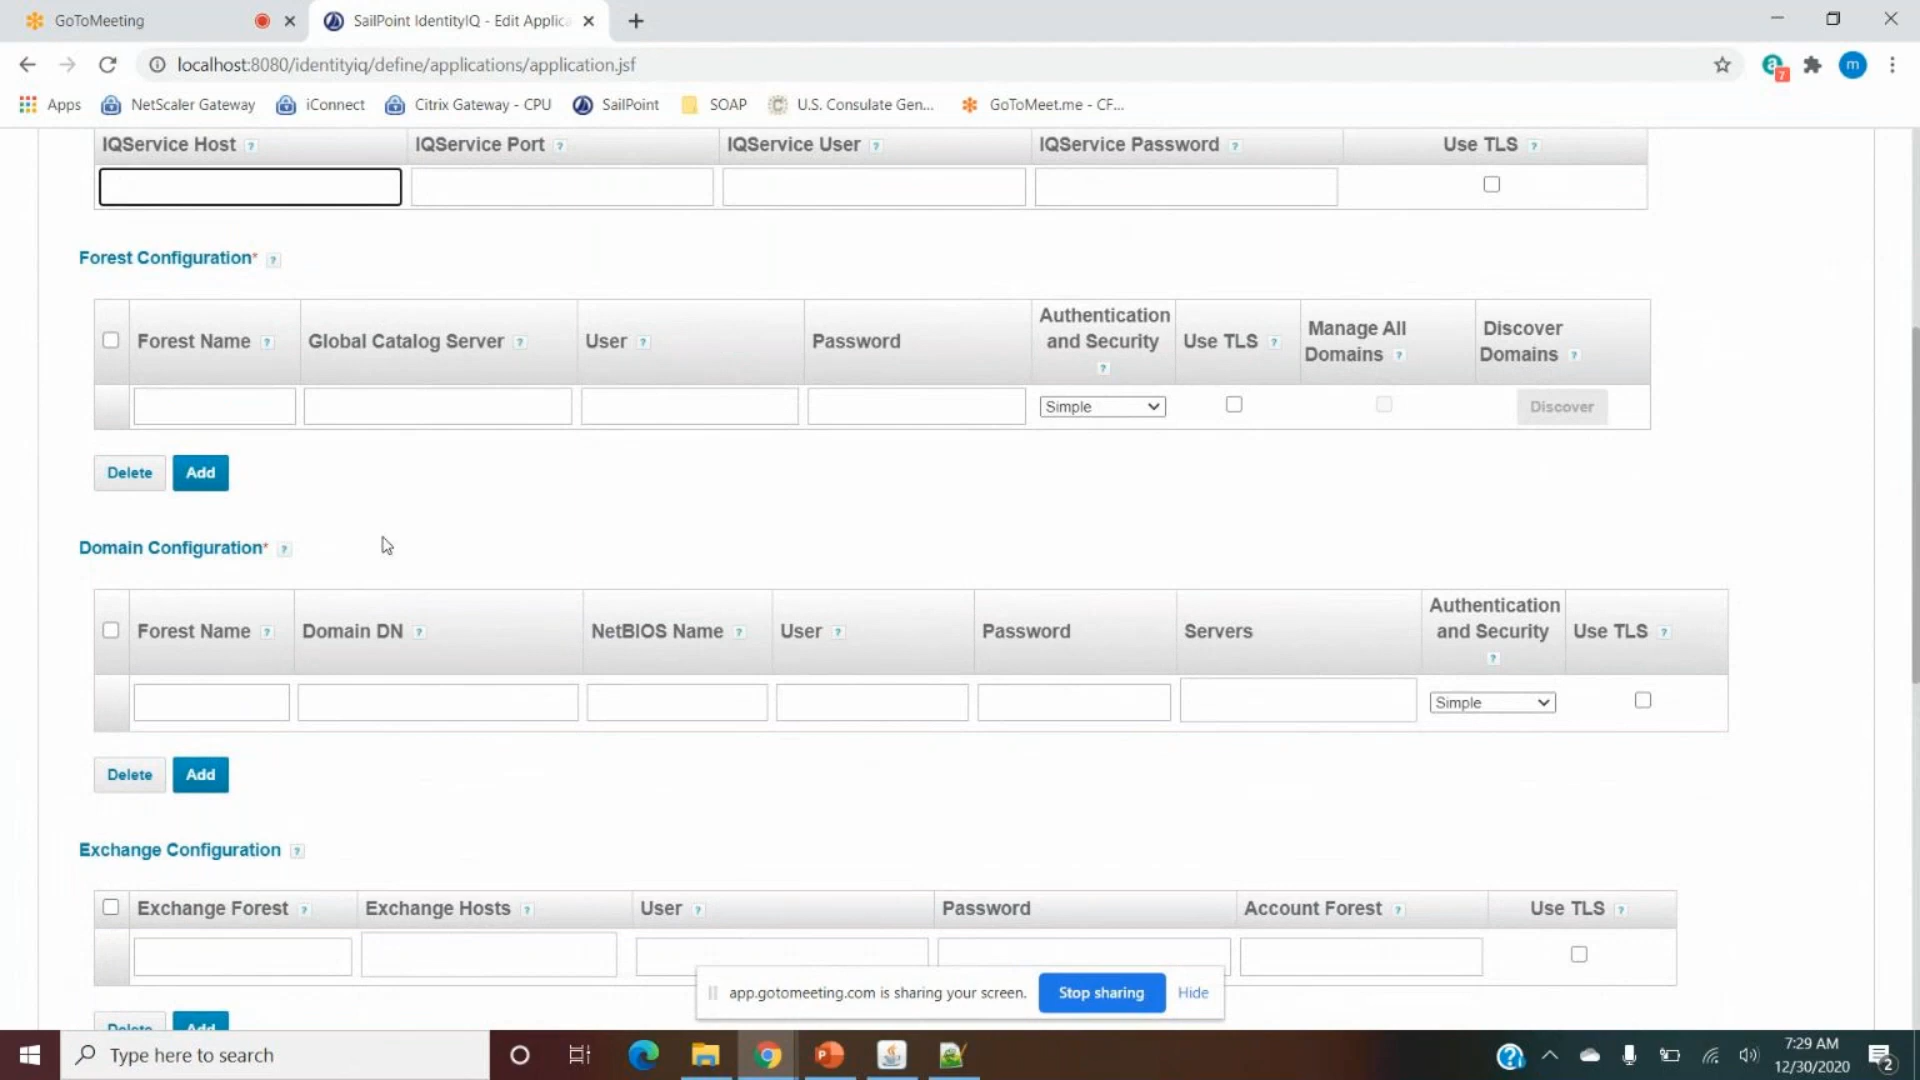 GoToMeeting
SailPoint IdentityIQ - Edit Applic
localhost:8080/identityiq/define/applications/application.jsf
m
Apps NetScaler Gateway iConnect Citrix Gateway - CPU SailPoint SOAP U.S. Consulate Gen... GoToMeet.me - CF...
IQService Host ? IQService Port ? IQService User ? IQService Password ? Use TLS ?
Forest Configuration* ?
Forest Name ? Global Catalog Server ? User ? Password Authentication and Security ? Use TLS ? Manage All Domains ? Discover Domains ?
Simple Discover
Delete Add
Domain Configuration* ?
Forest Name ? Domain DN ? NetBIOS Name ? User ? Password Servers Authentication and Security ? Use TLS ?
Simple
Delete Add
Exchange Configuration ?
Exchange Forest ? Exchange Hosts ? User ? Password Account Forest ? Use TLS ?
app.gotomeeting.com is sharing your screen. Stop sharing Hide
Delete Add
Type here to search
7:29 AM
12/30/2020
2